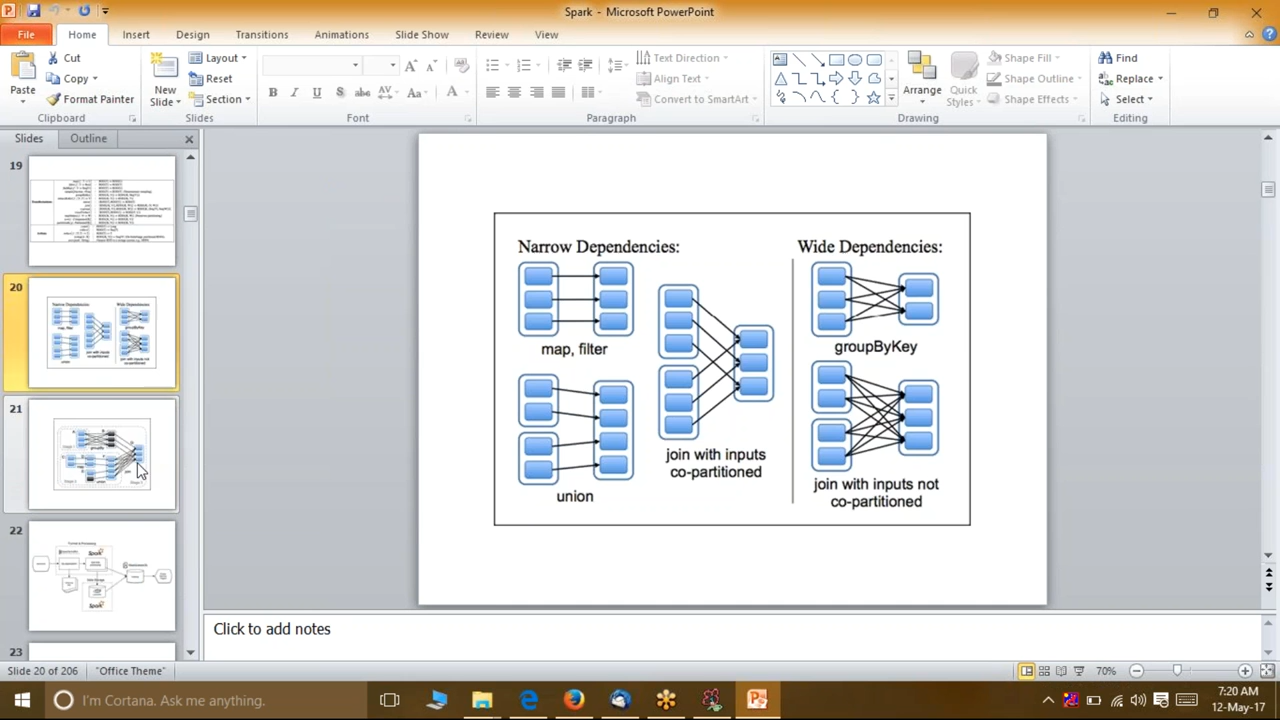 Spark - Microsoft PowerPoint
File Home Insert Design Transitions Animations Slide Show Review View
Cut
Copy
Format Painter
Paste
Clipboard
New Slide
Layout
Reset
Section
Slides
B I U S abc AV Aa A
Font
Text Direction
Align Text
Convert to SmartArt
Paragraph
Arrange
Quick Styles
Shape Fill
Shape Outline
Shape Effects
Drawing
Find
Replace
Select
Editing
Slides Outline
19
20
21
22
23
Narrow Dependencies:
Wide Dependencies:
map, filter
groupByKey
join with inputs
co-partitioned
union
join with inputs not
co-partitioned
Click to add notes
Slide 20 of 206 "Office Theme" 70%
I'm Cortana. Ask me anything.
7:20 AM
12-May-17